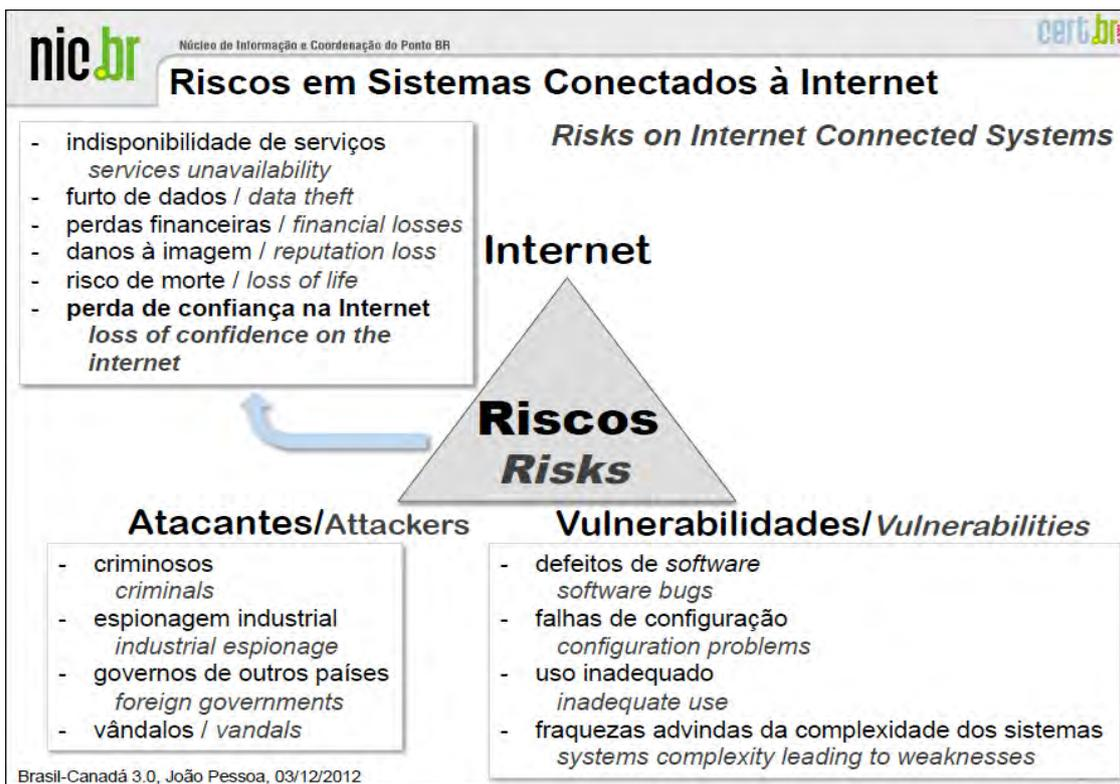 nic.br
Núcleo de Informação e Coordenação do Ponto BR
cert.br
Riscos em Sistemas Conectados à Internet
Risks on Internet Connected Systems
- indisponibilidade de serviços
services unavailability
- furto de dados / data theft
- perdas financeiras / financial losses
- danos à imagem / reputation loss
- risco de morte / loss of life
- perda de confiança na Internet
loss of confidence on the
internet
Internet
Riscos
Risks
Atacantes/Attackers
- criminosos
criminals
- espionagem industrial
industrial espionage
- governos de outros países
foreign governments
- vândalos / vandals
Vulnerabilidades/Vulnerabilities
- defeitos de software
software bugs
- falhas de configuração
configuration problems
- uso inadequado
inadequate use
- fraquezas advindas da complexidade dos sistemas
systems complexity leading to weaknesses
Brasil-Canadá 3.0, João Pessoa, 03/12/2012